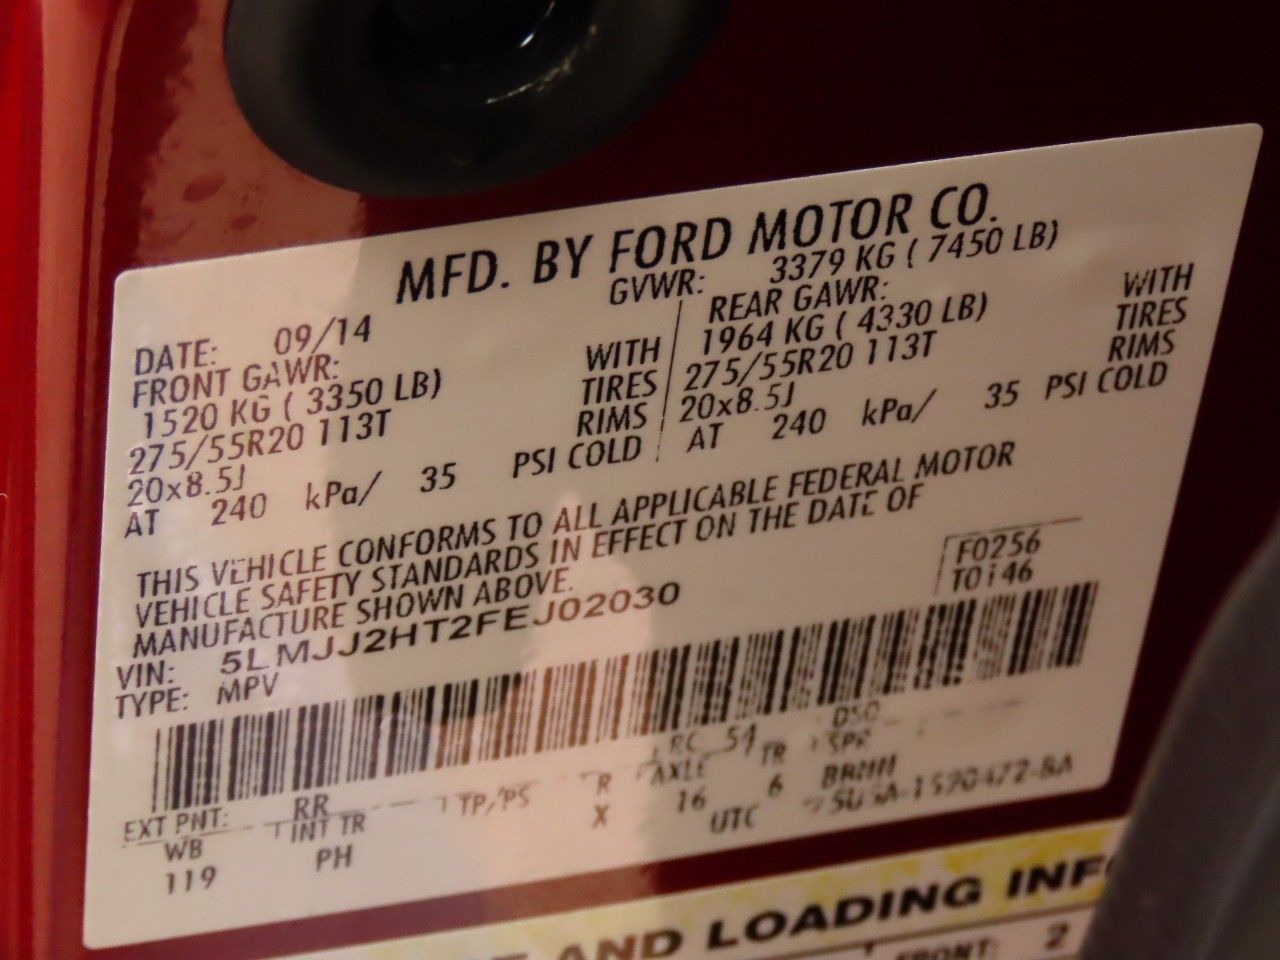 MFD. BY FORD MOTOR CO.
DATE: 09/14 GVWR: 3379 KG ( 7450 LB)
FRONT GAWR: REAR GAWR:
1520 KG ( 3350 LB) WITH 1964 KG ( 4330 LB) WITH
275/55R20 113T TIRES 275/55R20 113T TIRES
20x8.5J RIMS 20x8.5J RIMS
AT 240 kPa/ 35 PSI COLD AT 240 kPa/ 35 PSI COLD
THIS VEHICLE CONFORMS TO ALL APPLICABLE FEDERAL MOTOR
VEHICLE SAFETY STANDARDS IN EFFECT ON THE DATE OF
MANUFACTURE SHOWN ABOVE.
F0256
T0146
VIN: 5LMJJ2HT2FEJ02030
TYPE: MPV
EXT PNT: RR RC: 54 DSO
WB INT TR TP/PS R AXLE TR SPR
119 PH X 16 6
UTC
AND LOADING INF
FRONT: 2